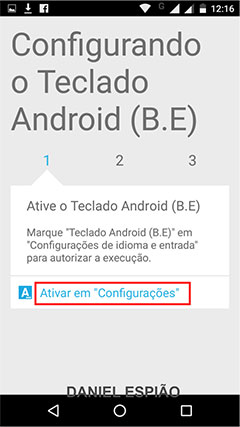 G
12:16
Configurando
o Teclado
Android (B.E)
1 2 3
Ative o Teclado Android (B.E)
Marque "Teclado Android (B.E)" em
"Configurações de idioma e entrada"
para autorizar a execução.
A Ativar em "Configurações"
DANIEL ESPIÃO